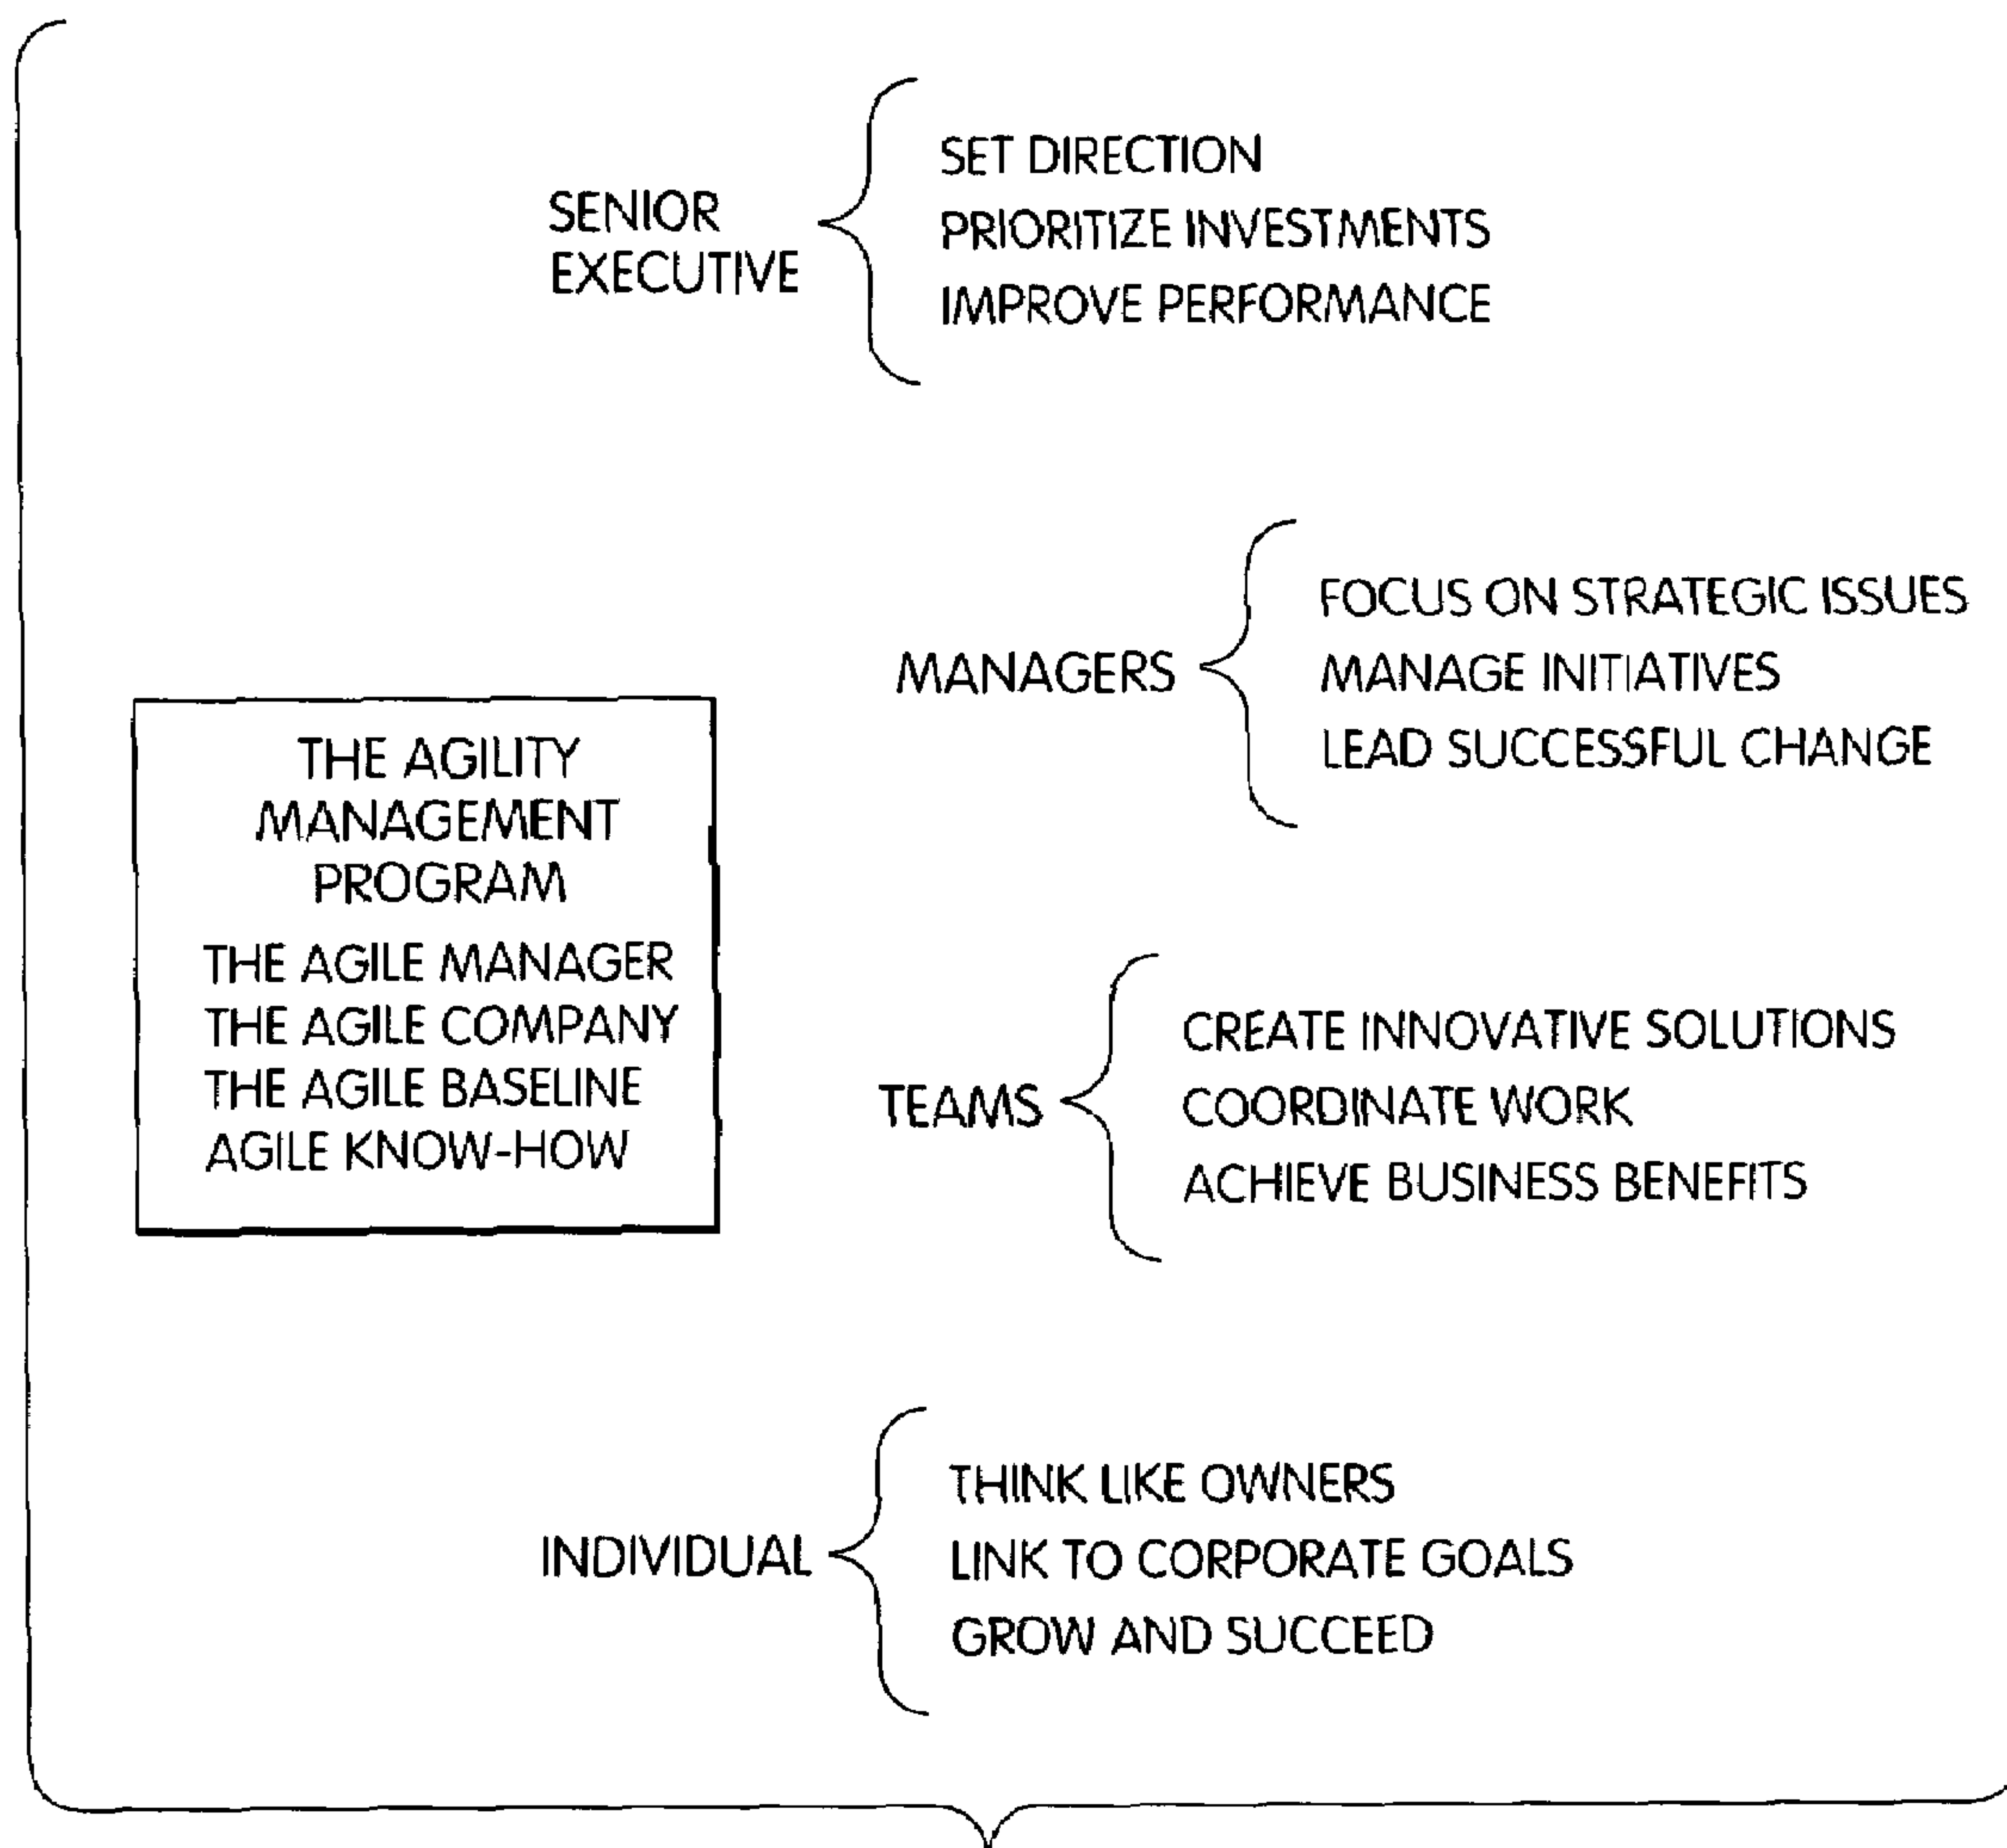 SENIOR
EXECUTIVE
SET DIRECTION
PRIORITIZE INVESTMENTS
IMPROVE PERFORMANCE
MANAGERS
FOCUS ON STRATEGIC ISSUES
MANAGE INITIATIVES
LEAD SUCCESSFUL CHANGE
THE AGILITY
MANAGEMENT
PROGRAM
THE AGILE MANAGER
THE AGILE COMPANY
THE AGILE BASELINE
AGILE KNOW-HOW
TEAMS
CREATE INNOVATIVE SOLUTIONS
COORDINATE WORK
ACHIEVE BUSINESS BENEFITS
INDIVIDUAL
THINK LIKE OWNERS
LINK TO CORPORATE GOALS
GROW AND SUCCEED